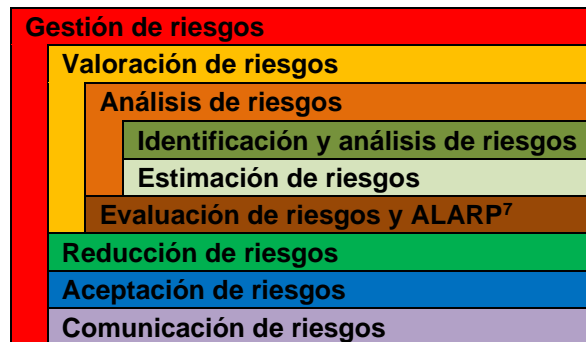 Gestión de riesgos
Valoración de riesgos
Análisis de riesgos
Identificación y análisis de riesgos
Estimación de riesgos
Evaluación de riesgos y ALARP⁷
Reducción de riesgos
Aceptación de riesgos
Comunicación de riesgos